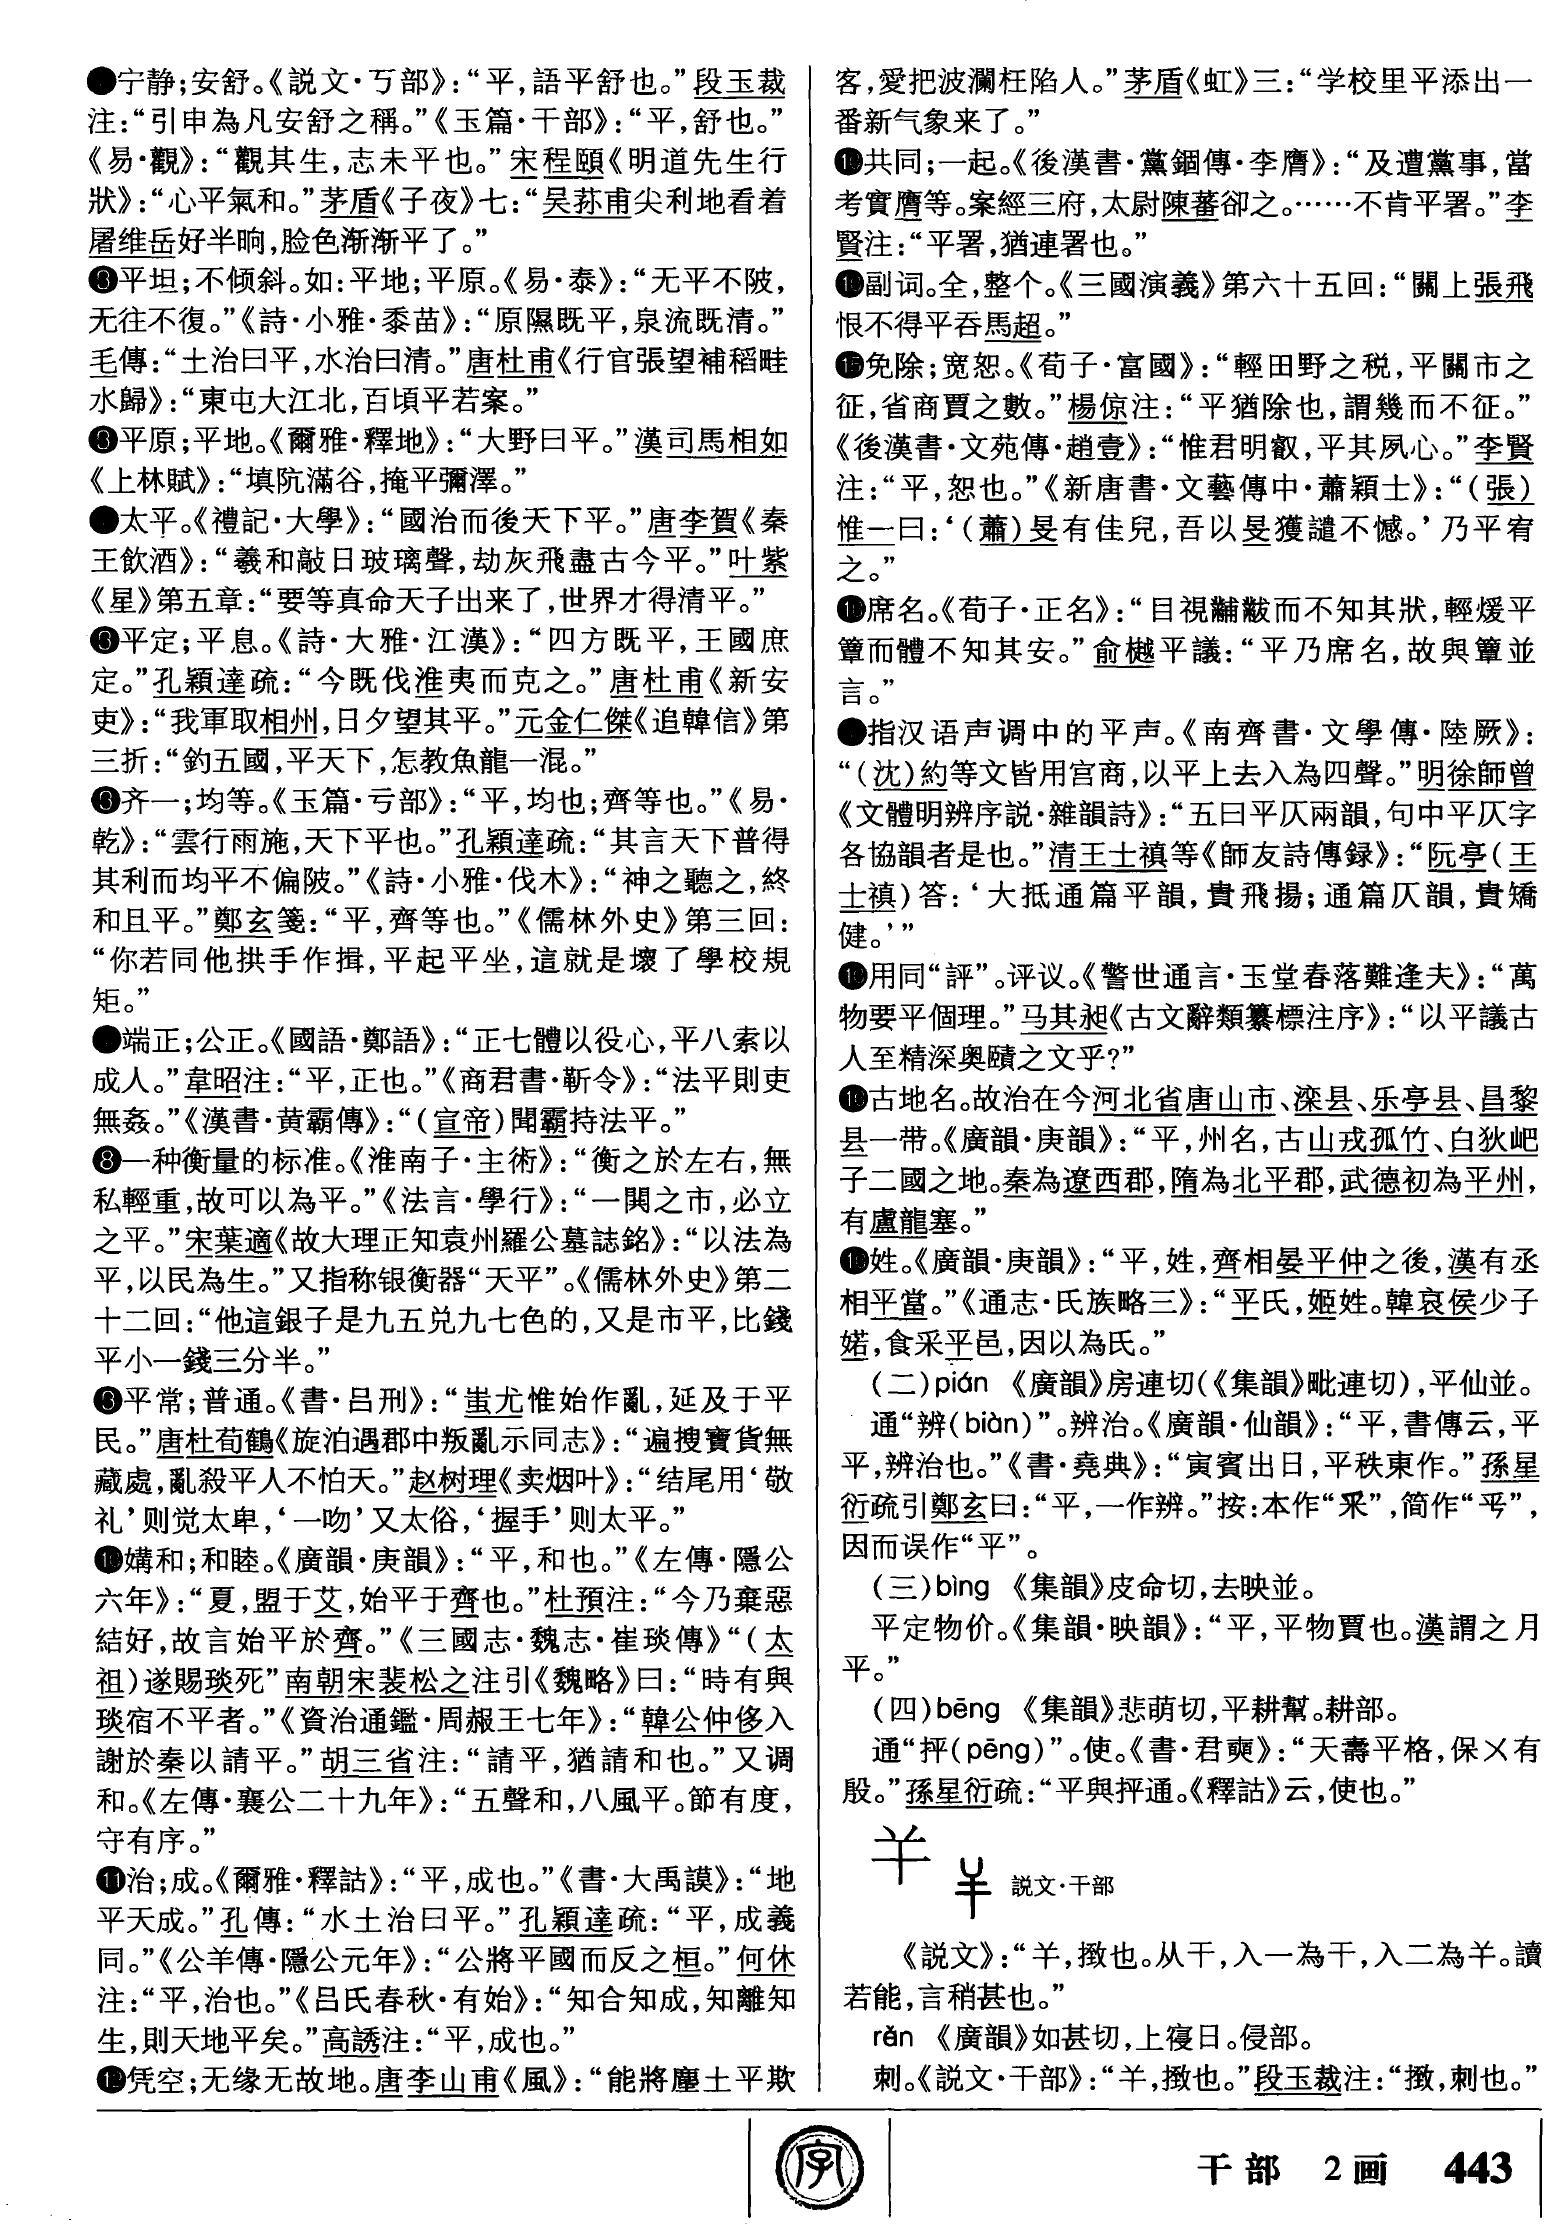 宁静;安舒。《説文·丂部》:“平,語平舒也。”段玉裁
注:“引申為凡安舒之稱。”《玉篇·干部》:“平,舒也。”
《易·觀》:“觀其生,志未平也。”宋程頤《明道先生行
狀》:“心平氣和。”茅盾《子夜》七:“吴荪甫尖利地看着
屠维岳好半晌,脸色渐渐平了。”
平坦;不倾斜。如:平地;平原。《易·泰》:“无平不陂,
无往不復。”《詩·小雅·黍苗》:“原隰既平,泉流既清。”
毛傳:“土治曰平,水治曰清。”唐杜甫《行官張望補稻畦
水歸》:“東屯大江北,百頃平若案。”
平原;平地。《爾雅·釋地》:“大野曰平。”漢司馬相如
《上林賦》:“填阬滿谷,掩平彌澤。”
太平。《禮記·大學》:“國治而後天下平。”唐李賀《秦
王飲酒》:“羲和敲日玻璃聲,劫灰飛盡古今平。”叶紫
《星》第五章:“要等真命天子出来了,世界才得清平。”
平定;平息。《詩·大雅·江漢》:“四方既平,王國庶
定。”孔穎達疏:“今既伐淮夷而克之。”唐杜甫《新安
吏》:“我軍取相州,日夕望其平。”元金仁傑《追韓信》第
三折:“釣五國,平天下,怎教魚龍一混。”
齐一;均等。《玉篇·亏部》:“平,均也;齊等也。”《易·
乾》:“雲行雨施,天下平也。”孔穎達疏:“其言天下普得
其利而均平不偏陂。”《詩·小雅·伐木》:“神之聽之,終
和且平。”鄭玄箋:“平,齊等也。”《儒林外史》第三回:
“你若同他拱手作揖,平起平坐,這就是壞了學校規
矩。”
端正;公正。《國語·鄭語》:“正七體以役心,平八索以
成人。”韋昭注:“平,正也。”《商君書·靳令》:“法平則吏
無姦。”《漢書·黄霸傳》:“(宣帝)聞霸持法平。”
❽一种衡量的标准。《淮南子·主術》:“衡之於左右,無
私輕重,故可以為平。”《法言·學行》:“一閧之市,必立
之平。”宋葉適《故大理正知袁州羅公墓誌銘》:“以法為
平,以民為生。”又指称银衡器“天平”。《儒林外史》第二
十二回:“他這銀子是九五兑九七色的,又是市平,比錢
平小一錢三分半。”
平常;普通。《書·吕刑》:“蚩尤惟始作亂,延及于平
民。”唐杜荀鶴《旋泊遇郡中叛亂示同志》:“遍搜寶貨無
藏處,亂殺平人不怕天。”赵树理《卖烟叶》:“结尾用‘敬
礼’则觉太卑,‘一吻’又太俗,‘握手’则太平。”
媾和;和睦。《廣韻·庚韻》:“平,和也。”《左傳·隱公
六年》:“夏,盟于艾,始平于齊也。”杜預注:“今乃棄惡
結好,故言始平於齊。”《三國志·魏志·崔琰傳》“(太
祖)遂賜琰死”南朝宋裴松之注引《魏略》曰:“時有與
琰宿不平者。”《資治通鑑·周赧王七年》:“韓公仲侈入
謝於秦以請平。”胡三省注:“請平,猶請和也。”又调
和。《左傳·襄公二十九年》:“五聲和,八風平。節有度,
守有序。”
⓫治;成。《爾雅·釋詁》:“平,成也。”《書·大禹謨》:“地
平天成。”孔傳:“水土治曰平。”孔穎達疏:“平,成義
同。”《公羊傳·隱公元年》:“公將平國而反之桓。”何休
注:“平,治也。”《吕氏春秋·有始》:“知合知成,知離知
生,則天地平矣。”高誘注:“平,成也。”
⓬凭空;无缘无故地。唐李山甫《風》:“能將塵土平欺
客,愛把波瀾枉陷人。”茅盾《虹》三:“学校里平添出一
番新气象来了。”
共同;一起。《後漢書·黨錮傳·李膺》:“及遭黨事,當
考實膺等。案經三府,太尉陳蕃卻之。……不肯平署。”李
賢注:“平署,猶連署也。”
副词。全,整个。《三國演義》第六十五回:“關上張飛
恨不得平吞馬超。”
⓯免除;宽恕。《荀子·富國》:“輕田野之税,平關市之
征,省商賈之數。”楊倞注:“平猶除也,謂幾而不征。”
《後漢書·文苑傳·趙壹》:“惟君明叡,平其夙心。”李賢
注:“平,恕也。”《新唐書·文藝傳中·蕭穎士》:“(張)
惟一曰:‘(蕭)旻有佳兒,吾以旻獲譴不憾。’乃平宥
之。”
席名。《荀子·正名》:“目視黼黻而不知其狀,輕煖平
簟而體不知其安。”俞樾平議:“平乃席名,故與簟並
言。”
指汉语声调中的平声。《南齊書·文學傳·陸厥》:
“(沈)約等文皆用宫商,以平上去入為四聲。”明徐師曾
《文體明辨序説·雜韻詩》:“五曰平仄兩韻,句中平仄字
各協韻者是也。”清王士禛等《師友詩傳録》:“阮亭(王
士禛)答:‘大抵通篇平韻,貴飛揚;通篇仄韻,貴矯
健。’”
用同“評”。评议。《警世通言·玉堂春落難逢夫》:“萬
物要平個理。”马其昶《古文辭類纂標注序》:“以平議古
人至精深奥賾之文乎?”
古地名。故治在今河北省唐山市、滦县、乐亭县、昌黎
县一带。《廣韻·庚韻》:“平,州名,古山戎孤竹、白狄肥
子二國之地。秦為遼西郡,隋為北平郡,武德初為平州,
有盧龍塞。”
姓。《廣韻·庚韻》:“平,姓,齊相晏平仲之後,漢有丞
相平當。”《通志·氏族略三》:“平氏,姬姓。韓哀侯少子
婼,食采平邑,因以為氏。”
(二)pián 《廣韻》房連切(《集韻》毗連切),平仙並。
通“辨(biàn)”。辨治。《廣韻·仙韻》:“平,書傳云,平
平,辨治也。”《書·堯典》:“寅賓出日,平秩東作。”孫星
衍疏引鄭玄曰:“平,一作辨。”按:本作“釆”,简作“𠀬”,
因而误作“平”。
(三)bìng 《集韻》皮命切,去映並。
平定物价。《集韻·映韻》:“平,平物賈也。漢謂之月
平。”
(四)bēng 《集韻》悲萌切,平耕幫。耕部。
通“抨(pēng)”。使。《書·君奭》:“天壽平格,保乂有
殷。”孫星衍疏:“平與抨通。《釋詁》云,使也。”
𢆉 説文·干部
《説文》:“𢆉,㨖也。从干,入一為干,入二為𢆉。讀
若能,言稍甚也。”
rěn 《廣韻》如甚切,上寑日。侵部。
刺。《説文·干部》:“𢆉,㨖也。”段玉裁注:“㨖,刺也。”
字
干部 2画 443